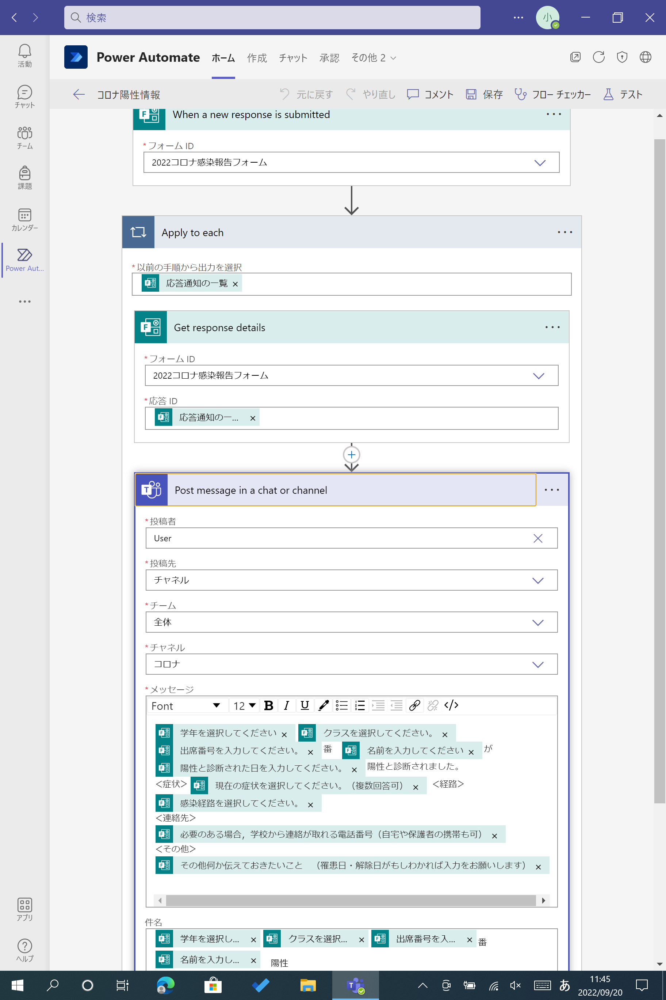 検索
小
活動
チャット
チーム
課題
カレンダー
Power Aut...
アプリ
ヘルプ
Power Automate ホーム 作成 チャット 承認 その他 2
コロナ陽性情報 元に戻す やり直し コメント 保存 フロー チェッカー テスト
When a new response is submitted
* フォーム ID
2022コロナ感染報告フォーム
Apply to each
* 以前の手順から出力を選択
応答通知の一覧 ×
Get response details
* フォーム ID
2022コロナ感染報告フォーム
* 応答 ID
応答通知の一... ×
Post message in a chat or channel
* 投稿者
User
* 投稿先
チャネル
* チーム
全体
* チャネル
コロナ
* メッセージ
Font 12 B I U </>
学年を選択してください × クラスを選択してください。 ×
出席番号を入力してください。 × 番 名前を入力してください × が
陽性と診断された日を入力してください。 × 陽性と診断されました。
<症状> 現在の症状を選択してください。（複数回答可） × <経路>
感染経路を選択してください。 ×
<連絡先>
必要のある場合，学校から連絡が取れる電話番号（自宅や保護者の携帯も可） ×
<その他>
その他何か伝えておきたいこと （罹患日・解除日がもしわかれば入力をお願いします） ×
件名
学年を選択し... × クラスを選択... × 出席番号を入... × 番
名前を入力し... × 陽性
あ
11:45
2022/09/20